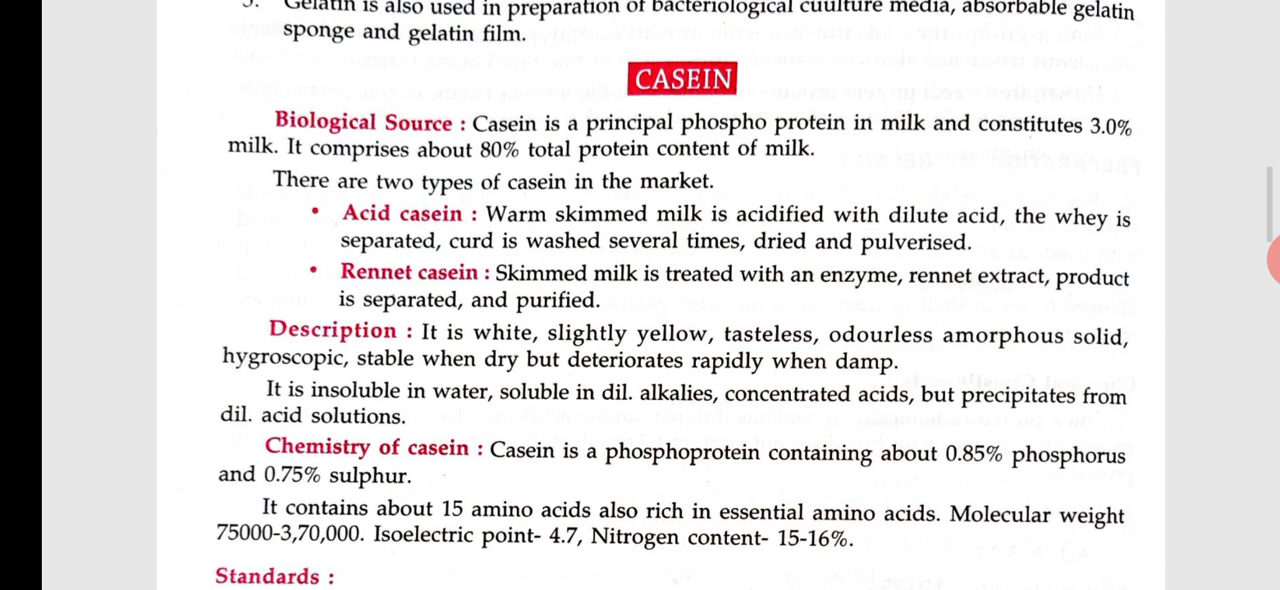 5. Gelatin is also used in preparation of bacteriological cuulture media, absorbable gelatin
sponge and gelatin film.
CASEIN
Biological Source : Casein is a principal phospho protein in milk and constitutes 3.0%
milk. It comprises about 80% total protein content of milk.
There are two types of casein in the market.
• Acid casein : Warm skimmed milk is acidified with dilute acid, the whey is
separated, curd is washed several times, dried and pulverised.
• Rennet casein : Skimmed milk is treated with an enzyme, rennet extract, product
is separated, and purified.
Description : It is white, slightly yellow, tasteless, odourless amorphous solid,
hygroscopic, stable when dry but deteriorates rapidly when damp.
It is insoluble in water, soluble in dil. alkalies, concentrated acids, but precipitates from
dil. acid solutions.
Chemistry of casein : Casein is a phosphoprotein containing about 0.85% phosphorus
and 0.75% sulphur.
It contains about 15 amino acids also rich in essential amino acids. Molecular weight
75000-3,70,000. Isoelectric point- 4.7, Nitrogen content- 15-16%.
Standards :